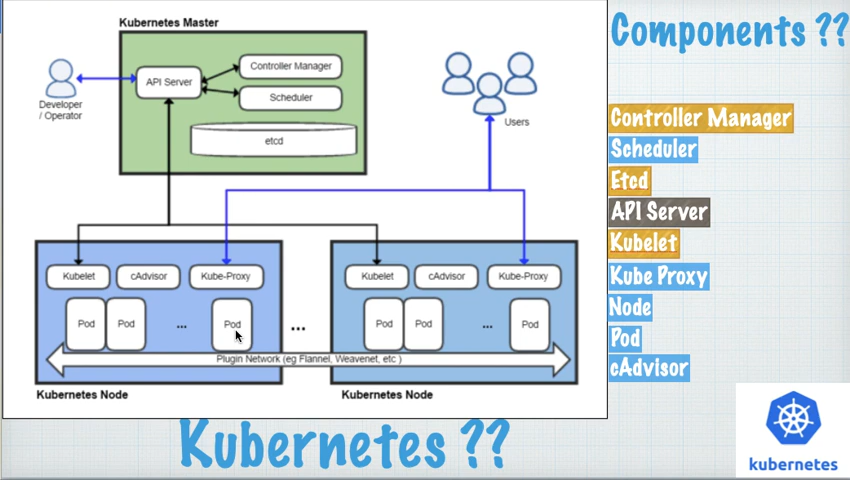 Kubernetes Master
Components ??
API Server
Controller Manager
Scheduler
etcd
Developer
/ Operator
Users
Controller Manager
Scheduler
Etcd
API Server
Kubelet
Kube Proxy
Node
Pod
cAdvisor
Kubelet
cAdvisor
Kube-Proxy
Kubelet
cAdvisor
Kube-Proxy
Pod
Pod
...
Pod
...
Pod
Pod
...
Pod
Plugin Network (eg Flannel, Weavenet, etc )
Kubernetes Node
Kubernetes Node
Kubernetes ??
kubernetes